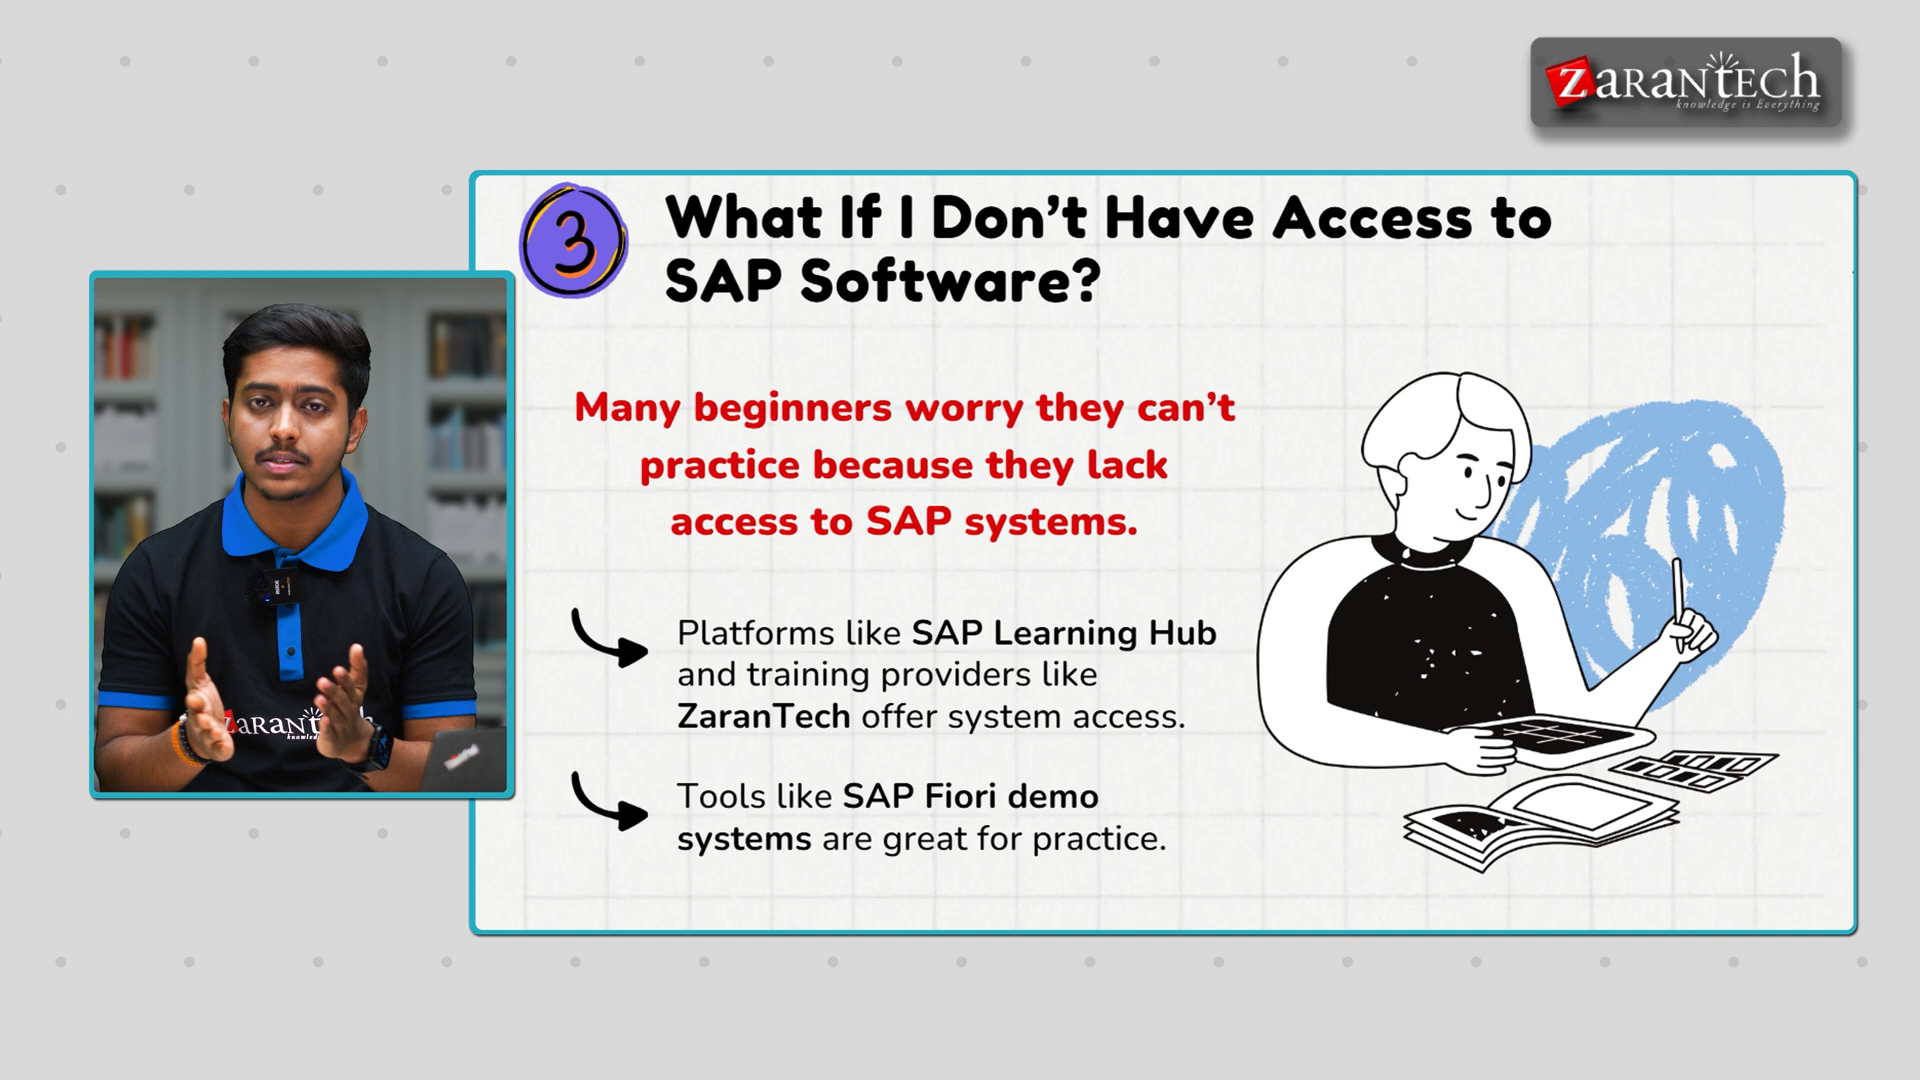 ZaranTech
knowledge is Everything
3
What If I Don’t Have Access to
SAP Software?
Many beginners worry they can’t
practice because they lack
access to SAP systems.
Platforms like SAP Learning Hub
and training providers like
ZaranTech offer system access.
Tools like SAP Fiori demo
systems are great for practice.